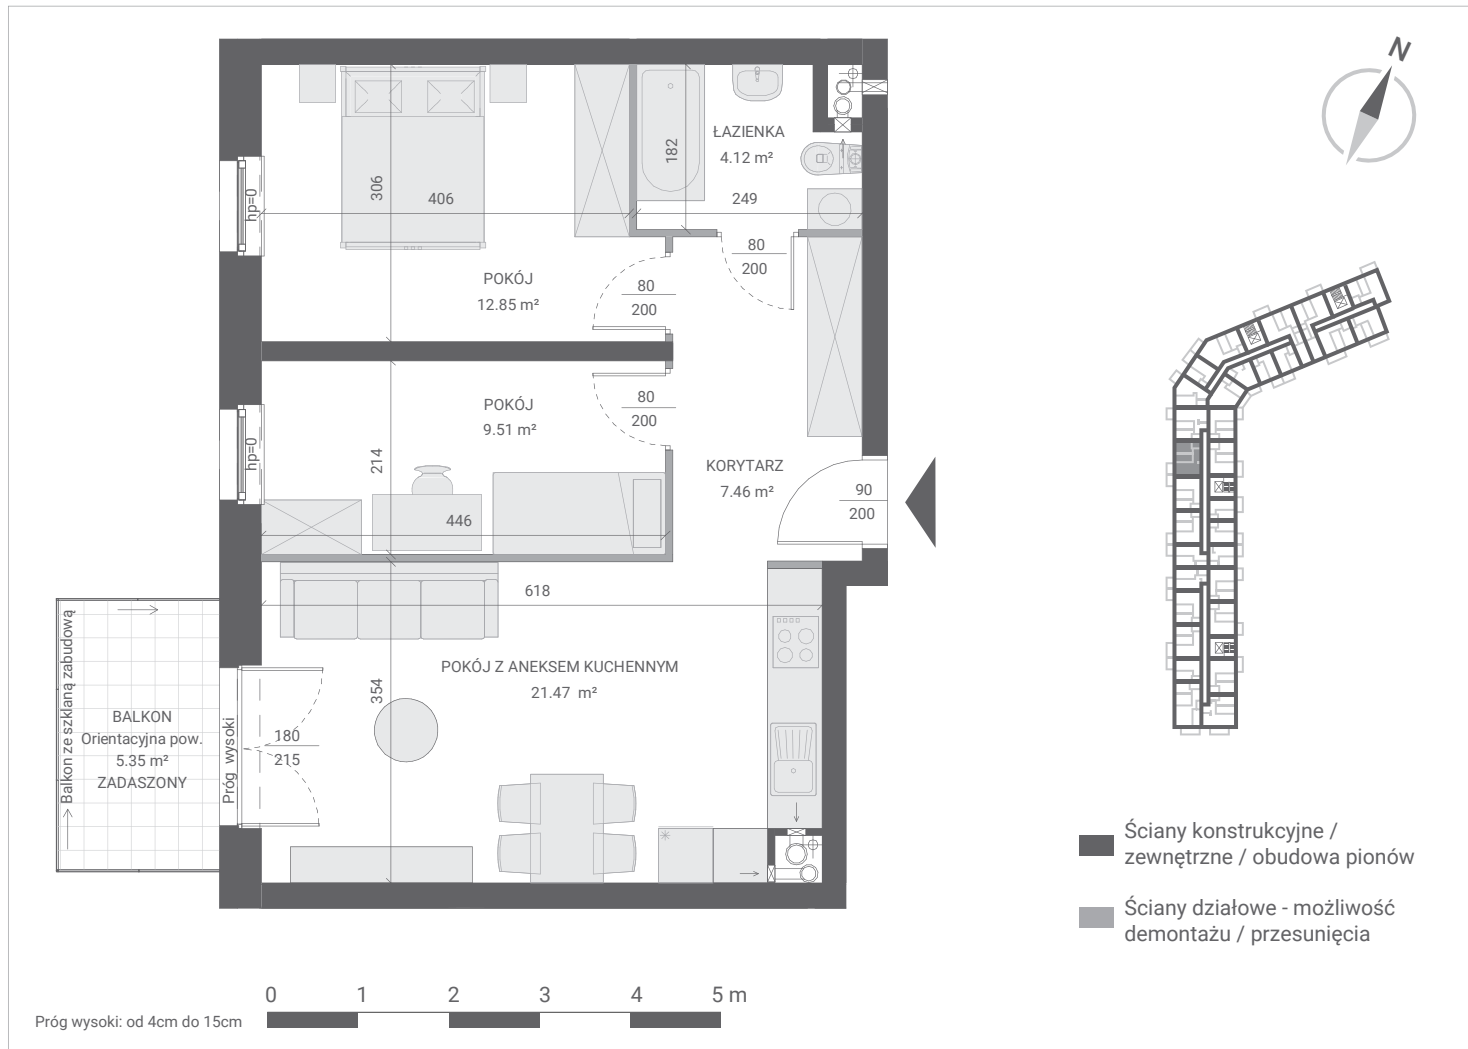 N
ŁAZIENKA
4.12 m²
182
249
306
406
hp=0
80
200
POKÓJ
12.85 m²
80
200
POKÓJ
9.51 m²
80
200
hp=0
214
446
KORYTARZ
7.46 m²
90
200
618
POKÓJ Z ANEKSEM KUCHENNYM
21.47 m²
354
Balkon ze szklaną zabudową
BALKON
Orientacyjna pow.
5.35 m²
ZADASZONY
Próg wysoki
180
215
Ściany konstrukcyjne /
zewnętrzne / obudowa pionów
Ściany działowe - możliwość
demontażu / przesunięcia
0 1 2 3 4 5 m
Próg wysoki: od 4cm do 15cm